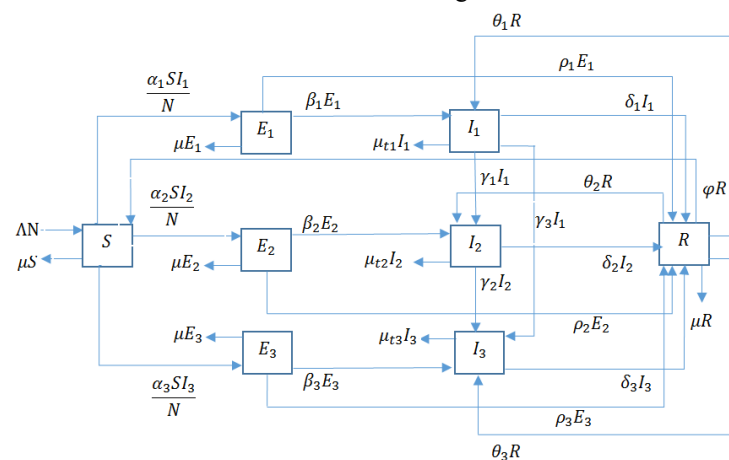 θ₁R
ρ₁E₁
α₁SI₁
N
β₁E₁
δ₁I₁
E₁
I₁
μE₁
μₜ₁I₁
α₂SI₂
N
γ₁I₁
θ₂R
φR
γ₃I₁
ΛN
S
β₂E₂
E₂
I₂
R
μS
μE₂
μₜ₂I₂
δ₂I₂
γ₂I₂
μR
ρ₂E₂
μE₃
E₃
μₜ₃I₃
I₃
α₃SI₃
N
β₃E₃
δ₃I₃
ρ₃E₃
θ₃R